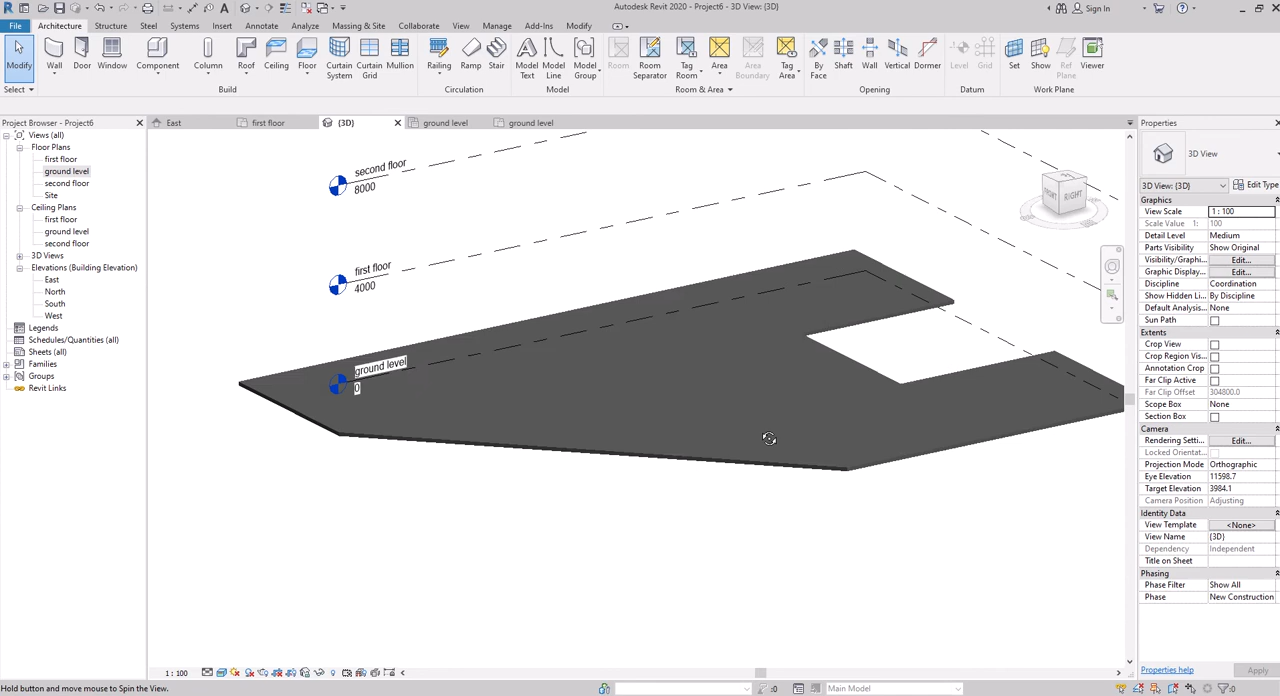 Autodesk Revit 2020 - Project6 - 3D View: {3D}
Sign In
File Architecture Structure Steel Systems Insert Annotate Analyze Massing & Site Collaborate View Manage Add-Ins Modify
Modify Wall Door Window Component Column Roof Ceiling Floor Curtain System Curtain Grid Mullion Railing Ramp Stair Model Text Model Line Model Group Room Room Separator Tag Room Area Area Boundary Tag Area By Face Shaft Wall Vertical Dormer Level Grid Set Show Ref Plane Viewer
Select Build Circulation Model Room & Area Opening Datum Work Plane
Project Browser - Project6
East first floor {3D} ground level ground level
Views (all)
Floor Plans
first floor
ground level
second floor
Site
Ceiling Plans
first floor
ground level
second floor
3D Views
Elevations (Building Elevation)
East
North
South
West
Legends
Schedules/Quantities (all)
Sheets (all)
Families
Groups
Revit Links
second floor
8000
first floor
4000
ground level
0
RIGHT
Properties
3D View
3D View: {3D} Edit Type
Graphics
View Scale 1 : 100
Scale Value 1: 100
Detail Level Medium
Parts Visibility Show Original
Visibility/Graphi... Edit...
Graphic Display... Edit...
Discipline Coordination
Show Hidden Li... By Discipline
Default Analysis... None
Sun Path
Extents
Crop View
Crop Region Vis...
Annotation Crop
Far Clip Active
Far Clip Offset 304800.0
Scope Box None
Section Box
Camera
Rendering Setti... Edit...
Locked Orientat...
Projection Mode Orthographic
Eye Elevation 11598.7
Target Elevation 3984.1
Camera Position Adjusting
Identity Data
View Template <None>
View Name {3D}
Dependency Independent
Title on Sheet
Phasing
Phase Filter Show All
Phase New Construction
Properties help Apply
1 : 100
Hold button and move mouse to Spin the View.
:0 Main Model :0